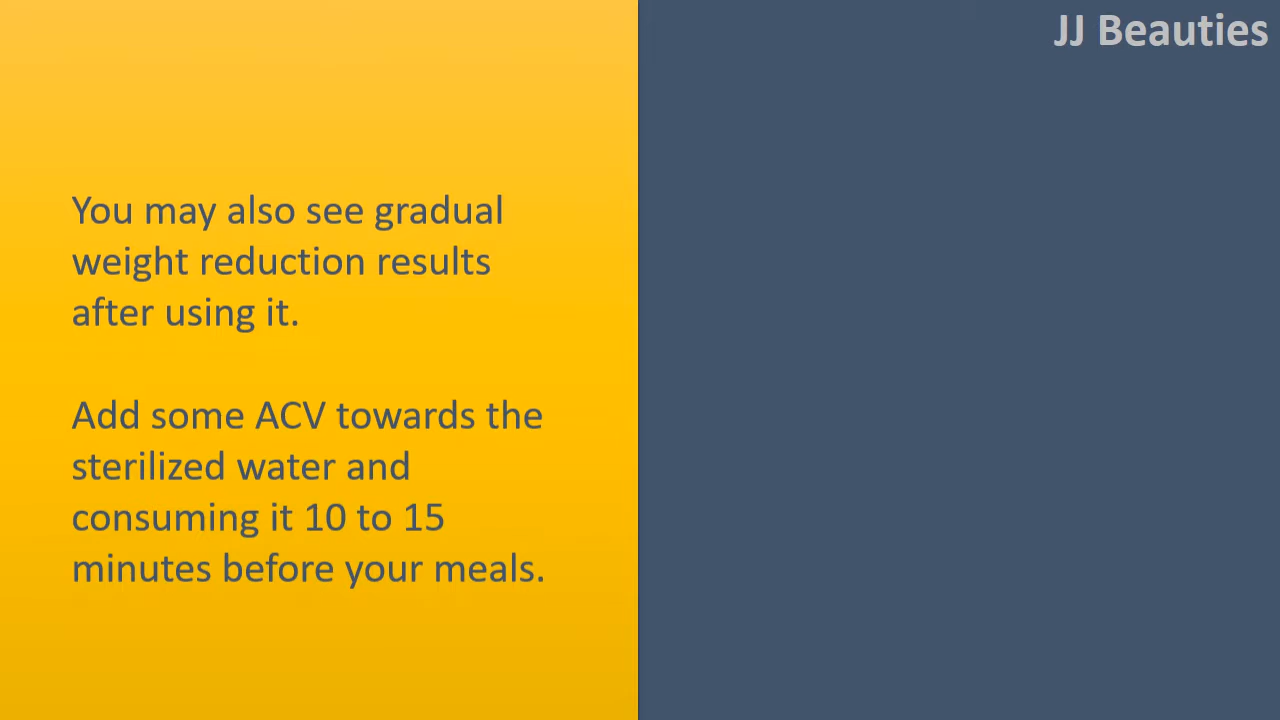 JJ Beauties
You may also see gradual
weight reduction results
after using it.
Add some ACV towards the
sterilized water and
consuming it 10 to 15
minutes before your meals.